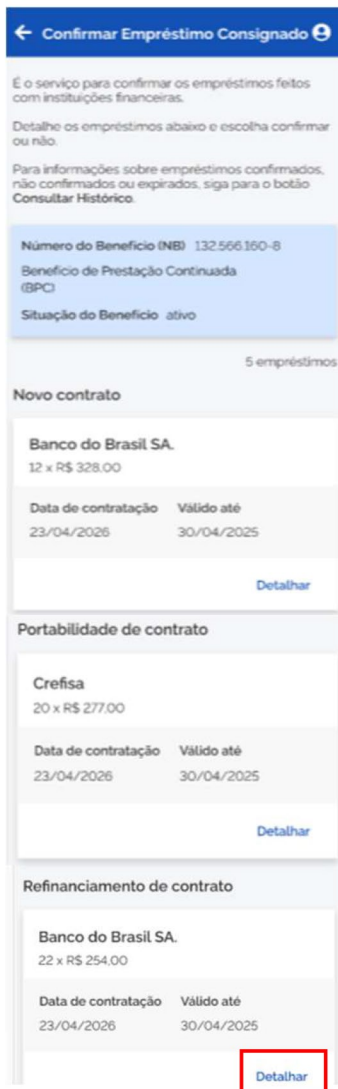 Confirmar Empréstimo Consignado
É o serviço para confirmar os empréstimos feitos
com instituições financeiras.
Detalhe os empréstimos abaixo e escolha confirmar
ou não.
Para informações sobre empréstimos confirmados,
não confirmados ou expirados, siga para o botão
Consultar Histórico.
Número do Benefício (NB) 132.566.160-8
Benefício de Prestação Continuada
(BPC)
Situação do Benefício ativo
5 empréstimos
Novo contrato
Banco do Brasil SA.
12 x R$ 328,00
Data de contratação Válido até
23/04/2026 30/04/2025
Detalhar
Portabilidade de contrato
Crefisa
20 x R$ 277,00
Data de contratação Válido até
23/04/2026 30/04/2025
Detalhar
Refinanciamento de contrato
Banco do Brasil SA.
22 x R$ 254,00
Data de contratação Válido até
23/04/2026 30/04/2025
Detalhar